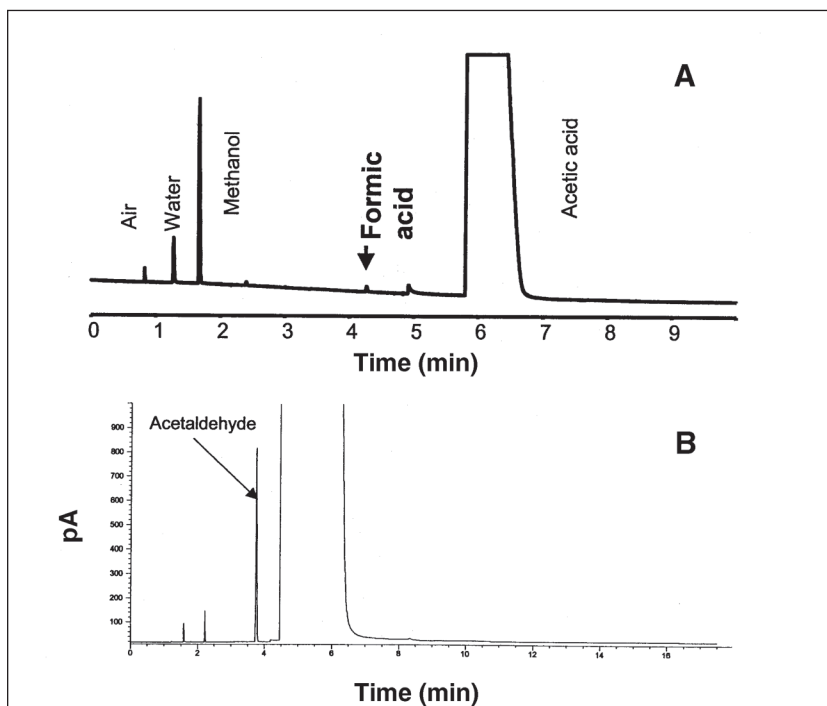 A
Air
Water
Methanol
Formic
acid
Acetic acid
0 1 2 3 4 5 6 7 8 9
Time (min)
B
Acetaldehyde
pA
900
800
700
600
500
400
300
200
100
0 2 4 6 8 10 12 14 16
Time (min)